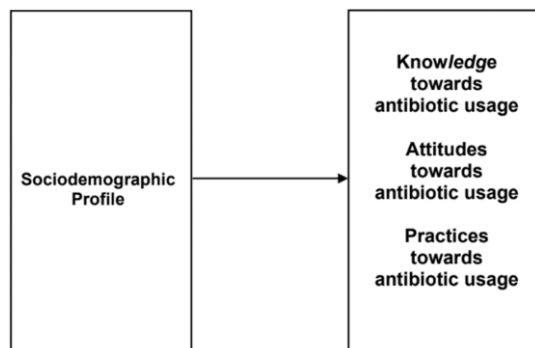 Sociodemographic
Profile
Knowledge
towards
antibiotic usage
Attitudes
towards
antibiotic usage
Practices
towards
antibiotic usage